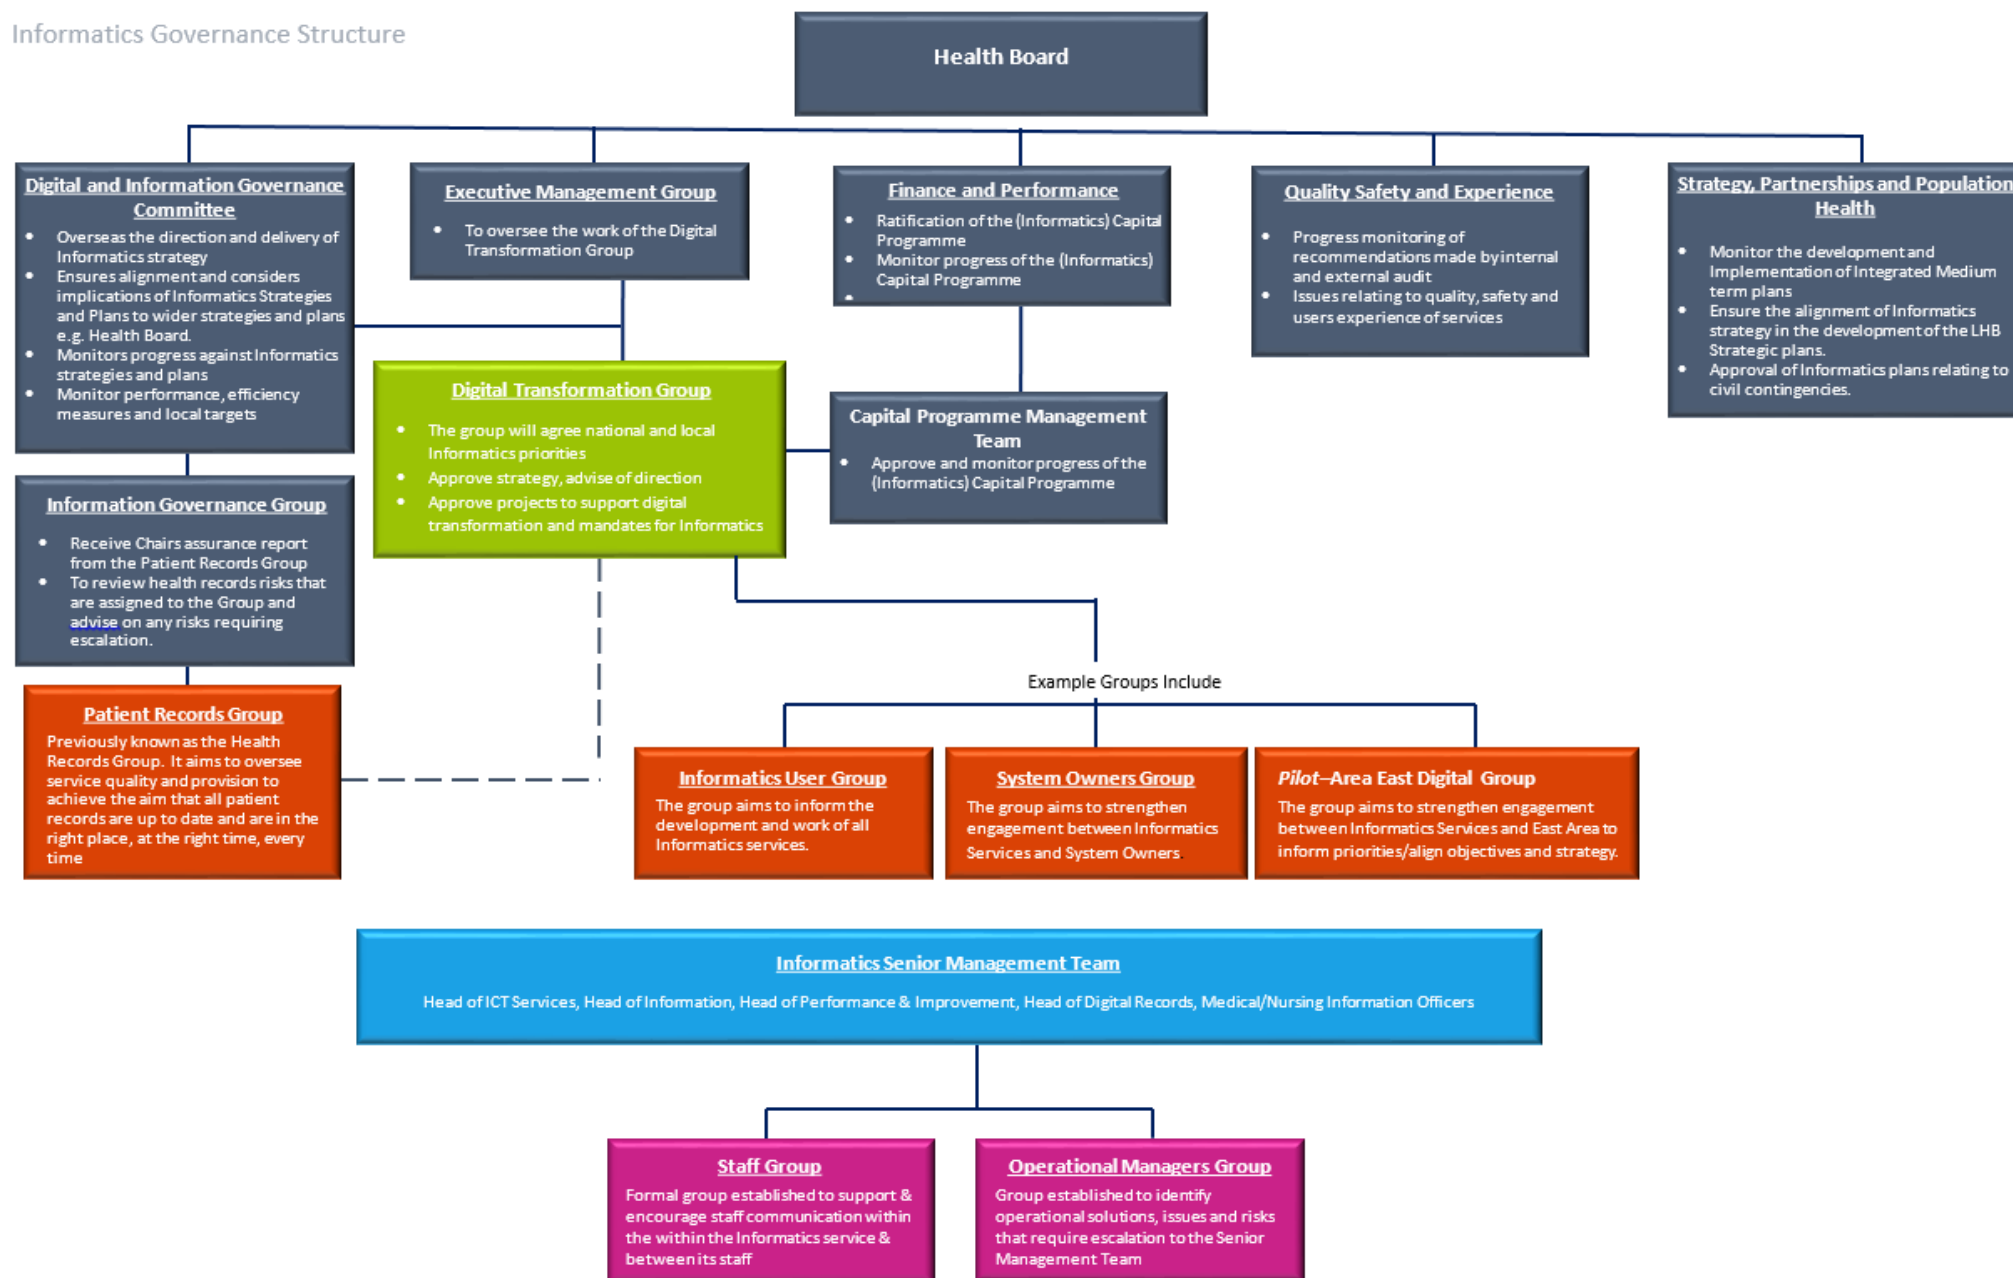 Informatics Governance Structure
Health Board
Digital and Information Governance
Committee
• Overseas the direction and delivery of
Informatics strategy
• Ensures alignment and considers
implications of Informatics Strategies
and Plans to wider strategies and plans
e.g. Health Board.
• Monitors progress against Informatics
strategies and plans
• Monitor performance, efficiency
measures and local targets
Executive Management Group
• To oversee the work of the Digital
Transformation Group
Finance and Performance
• Ratification of the (Informatics) Capital
Programme
• Monitor progress of the (Informatics)
Capital Programme
•
Quality Safety and Experience
• Progress monitoring of
recommendations made by internal
and external audit
• Issues relating to quality, safety and
users experience of services
Strategy, Partnerships and Population
Health
• Monitor the development and
Implementation of Integrated Medium
term plans
• Ensure the alignment of Informatics
strategy in the development of the LHB
Strategic plans.
• Approval of Informatics plans relating to
civil contingencies.
Digital Transformation Group
• The group will agree national and local
Informatics priorities
• Approve strategy, advise of direction
• Approve projects to support digital
transformation and mandates for Informatics
Capital Programme Management
Team
• Approve and monitor progress of the
(Informatics) Capital Programme
Information Governance Group
• Receive Chairs assurance report
from the Patient Records Group
• To review health records risks that
are assigned to the Group and
advise on any risks requiring
escalation.
Patient Records Group
Previously known as the Health
Records Group. It aims to oversee
service quality and provision to
achieve the aim that all patient
records are up to date and are in the
right place, at the right time, every
time
Example Groups Include
Informatics User Group
The group aims to inform the
development and work of all
Informatics services.
System Owners Group
The group aims to strengthen
engagement between Informatics
Services and System Owners.
Pilot–Area East Digital Group
The group aims to strengthen engagement
between Informatics Services and East Area to
inform priorities/align objectives and strategy.
Informatics Senior Management Team
Head of ICT Services, Head of Information, Head of Performance & Improvement, Head of Digital Records, Medical/Nursing Information Officers
Staff Group
Formal group established to support &
encourage staff communication within
the within the Informatics service &
between its staff
Operational Managers Group
Group established to identify
operational solutions, issues and risks
that require escalation to the Senior
Management Team